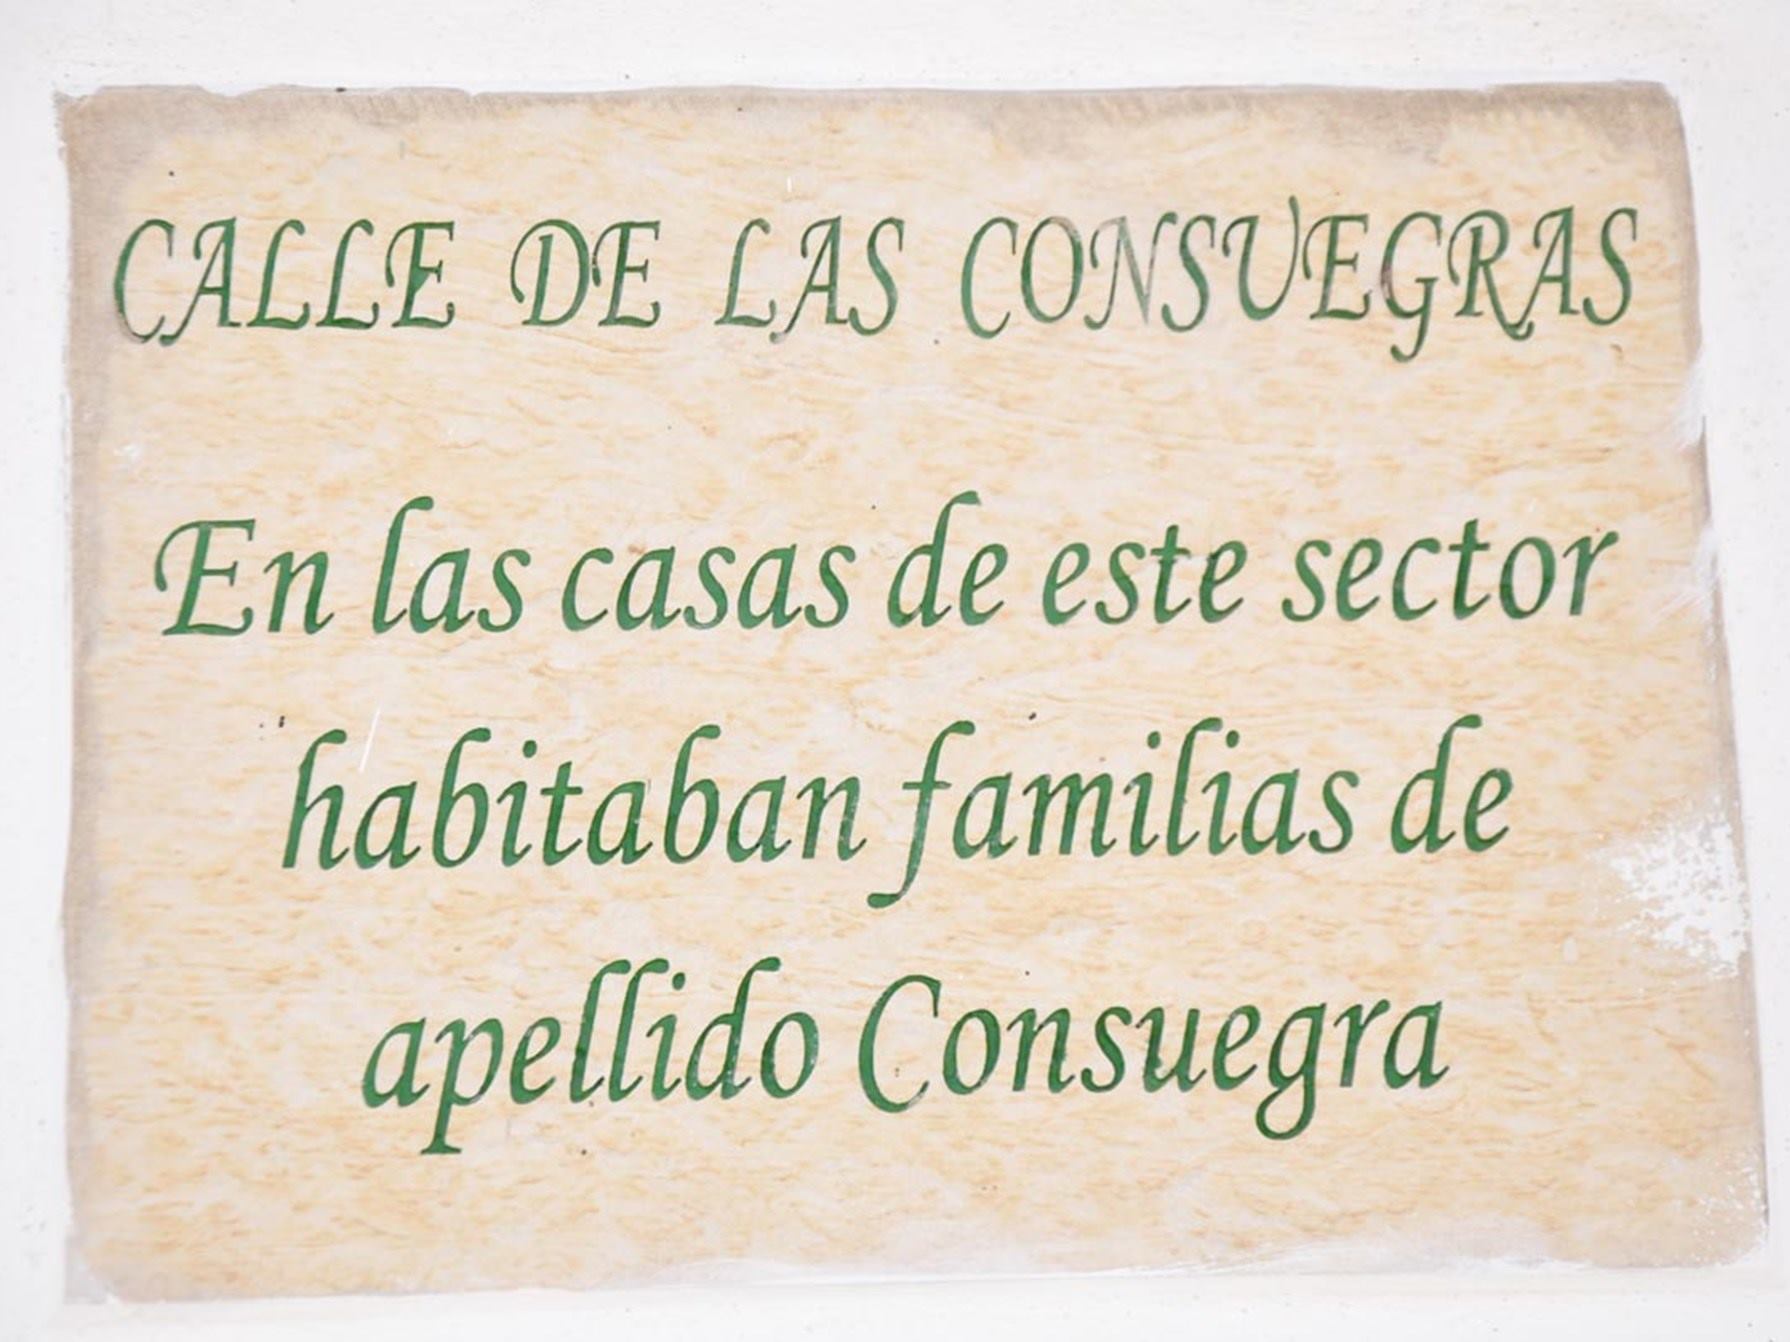 CALLE DE LAS CONSUEGRAS
En las casas de este sector
habitaban familias de
apellido Consuegra